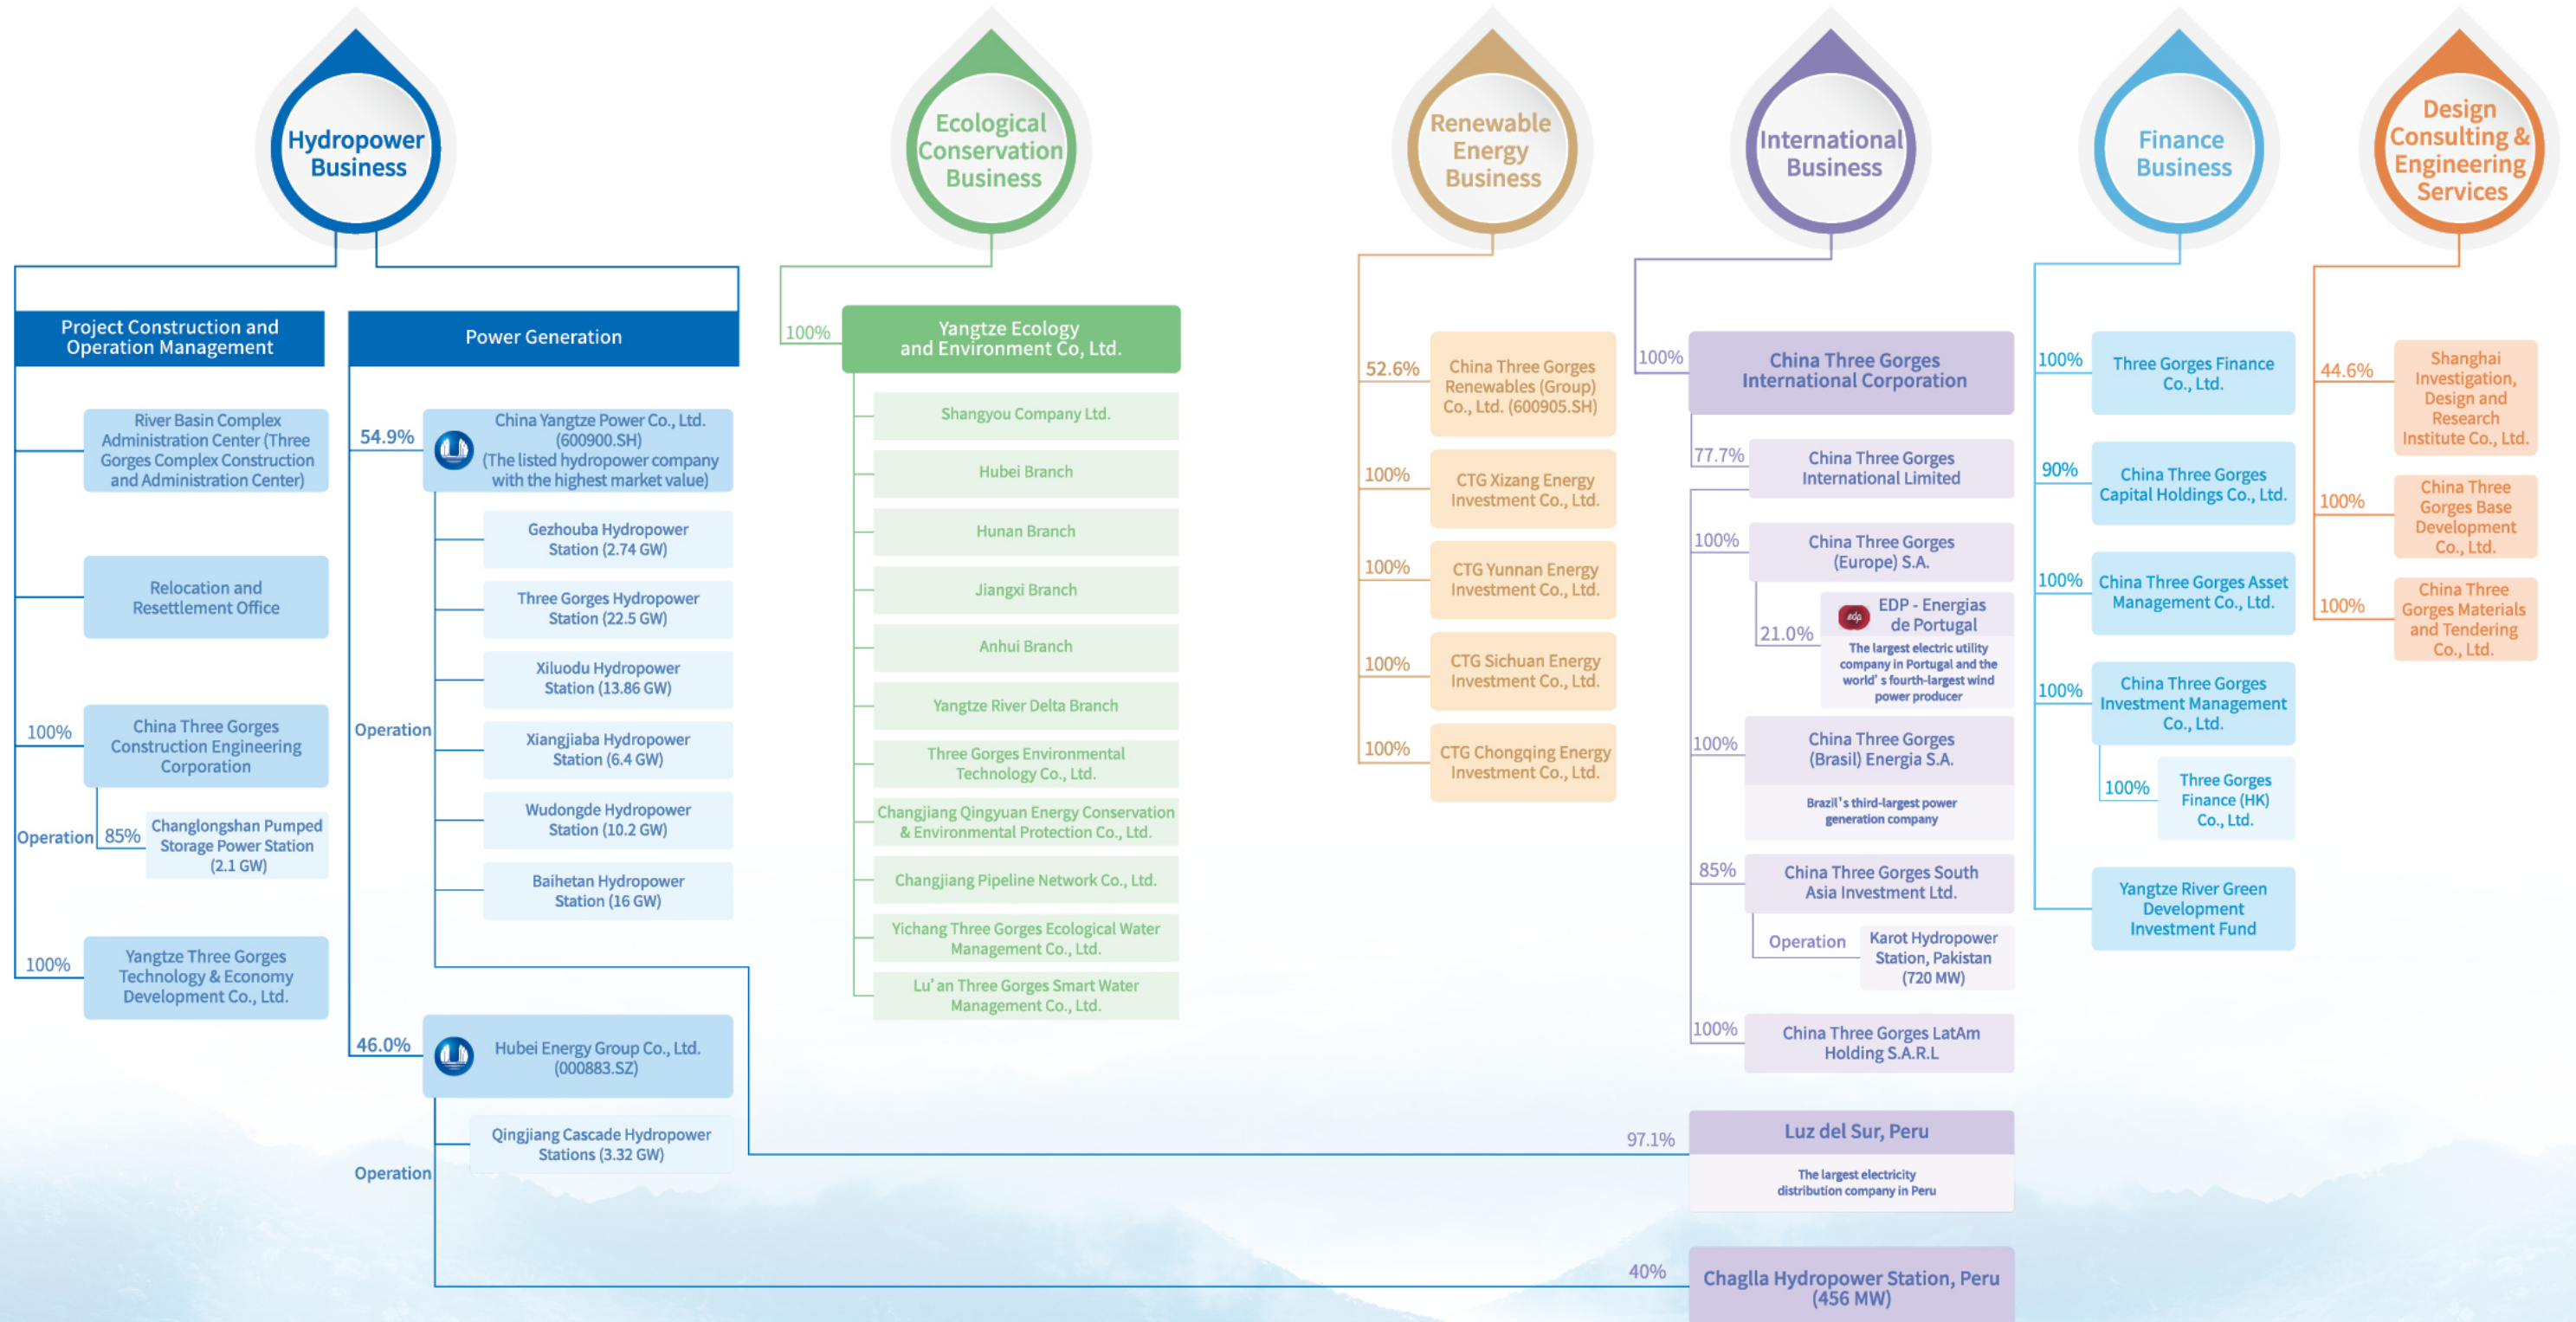 Hydropower
Business
Project Construction and
Operation Management
River Basin Complex
Administration Center (Three
Gorges Complex Construction
and Administration Center)
Relocation and
Resettlement Office
100%
China Three Gorges
Construction Engineering
Corporation
Operation
85%
Changlongshan Pumped
Storage Power Station
(2.1 GW)
100%
Yangtze Three Gorges
Technology & Economy
Development Co., Ltd.
Power Generation
54.9%
China Yangtze Power Co., Ltd.
(600900.SH)
(The listed hydropower company
with the highest market value)
Operation
Gezhouba Hydropower
Station (2.74 GW)
Three Gorges Hydropower
Station (22.5 GW)
Xiluodu Hydropower
Station (13.86 GW)
Xiangjiaba Hydropower
Station (6.4 GW)
Wudongde Hydropower
Station (10.2 GW)
Baihetan Hydropower
Station (16 GW)
46.0%
Hubei Energy Group Co., Ltd.
(000883.SZ)
Operation
Qingjiang Cascade Hydropower
Stations (3.32 GW)
Ecological
Conservation
Business
100%
Yangtze Ecology
and Environment Co, Ltd.
Shangyou Company Ltd.
Hubei Branch
Hunan Branch
Jiangxi Branch
Anhui Branch
Yangtze River Delta Branch
Three Gorges Environmental
Technology Co., Ltd.
Changjiang Qingyuan Energy Conservation
& Environmental Protection Co., Ltd.
Changjiang Pipeline Network Co., Ltd.
Yichang Three Gorges Ecological Water
Management Co., Ltd.
Lu’an Three Gorges Smart Water
Management Co., Ltd.
Renewable
Energy
Business
52.6%
China Three Gorges
Renewables (Group)
Co., Ltd. (600905.SH)
100%
CTG Xizang Energy
Investment Co., Ltd.
100%
CTG Yunnan Energy
Investment Co., Ltd.
100%
CTG Sichuan Energy
Investment Co., Ltd.
100%
CTG Chongqing Energy
Investment Co., Ltd.
International
Business
100%
China Three Gorges
International Corporation
77.7%
China Three Gorges
International Limited
100%
China Three Gorges
(Europe) S.A.
21.0%
edp
EDP - Energias
de Portugal
The largest electric utility
company in Portugal and the
world’s fourth-largest wind
power producer
100%
China Three Gorges
(Brasil) Energia S.A.
Brazil’s third-largest power
generation company
85%
China Three Gorges South
Asia Investment Ltd.
Operation
Karot Hydropower
Station, Pakistan
(720 MW)
100%
China Three Gorges LatAm
Holding S.A.R.L
97.1%
Luz del Sur, Peru
The largest electricity
distribution company in Peru
40%
Chaglla Hydropower Station, Peru
(456 MW)
Finance
Business
100%
Three Gorges Finance
Co., Ltd.
90%
China Three Gorges
Capital Holdings Co., Ltd.
100%
China Three Gorges Asset
Management Co., Ltd.
100%
China Three Gorges
Investment Management
Co., Ltd.
100%
Three Gorges
Finance (HK)
Co., Ltd.
Yangtze River Green
Development
Investment Fund
Design
Consulting &
Engineering
Services
44.6%
Shanghai
Investigation,
Design and
Research
Institute Co., Ltd.
100%
China Three
Gorges Base
Development
Co., Ltd.
100%
China Three
Gorges Materials
and Tendering
Co., Ltd.